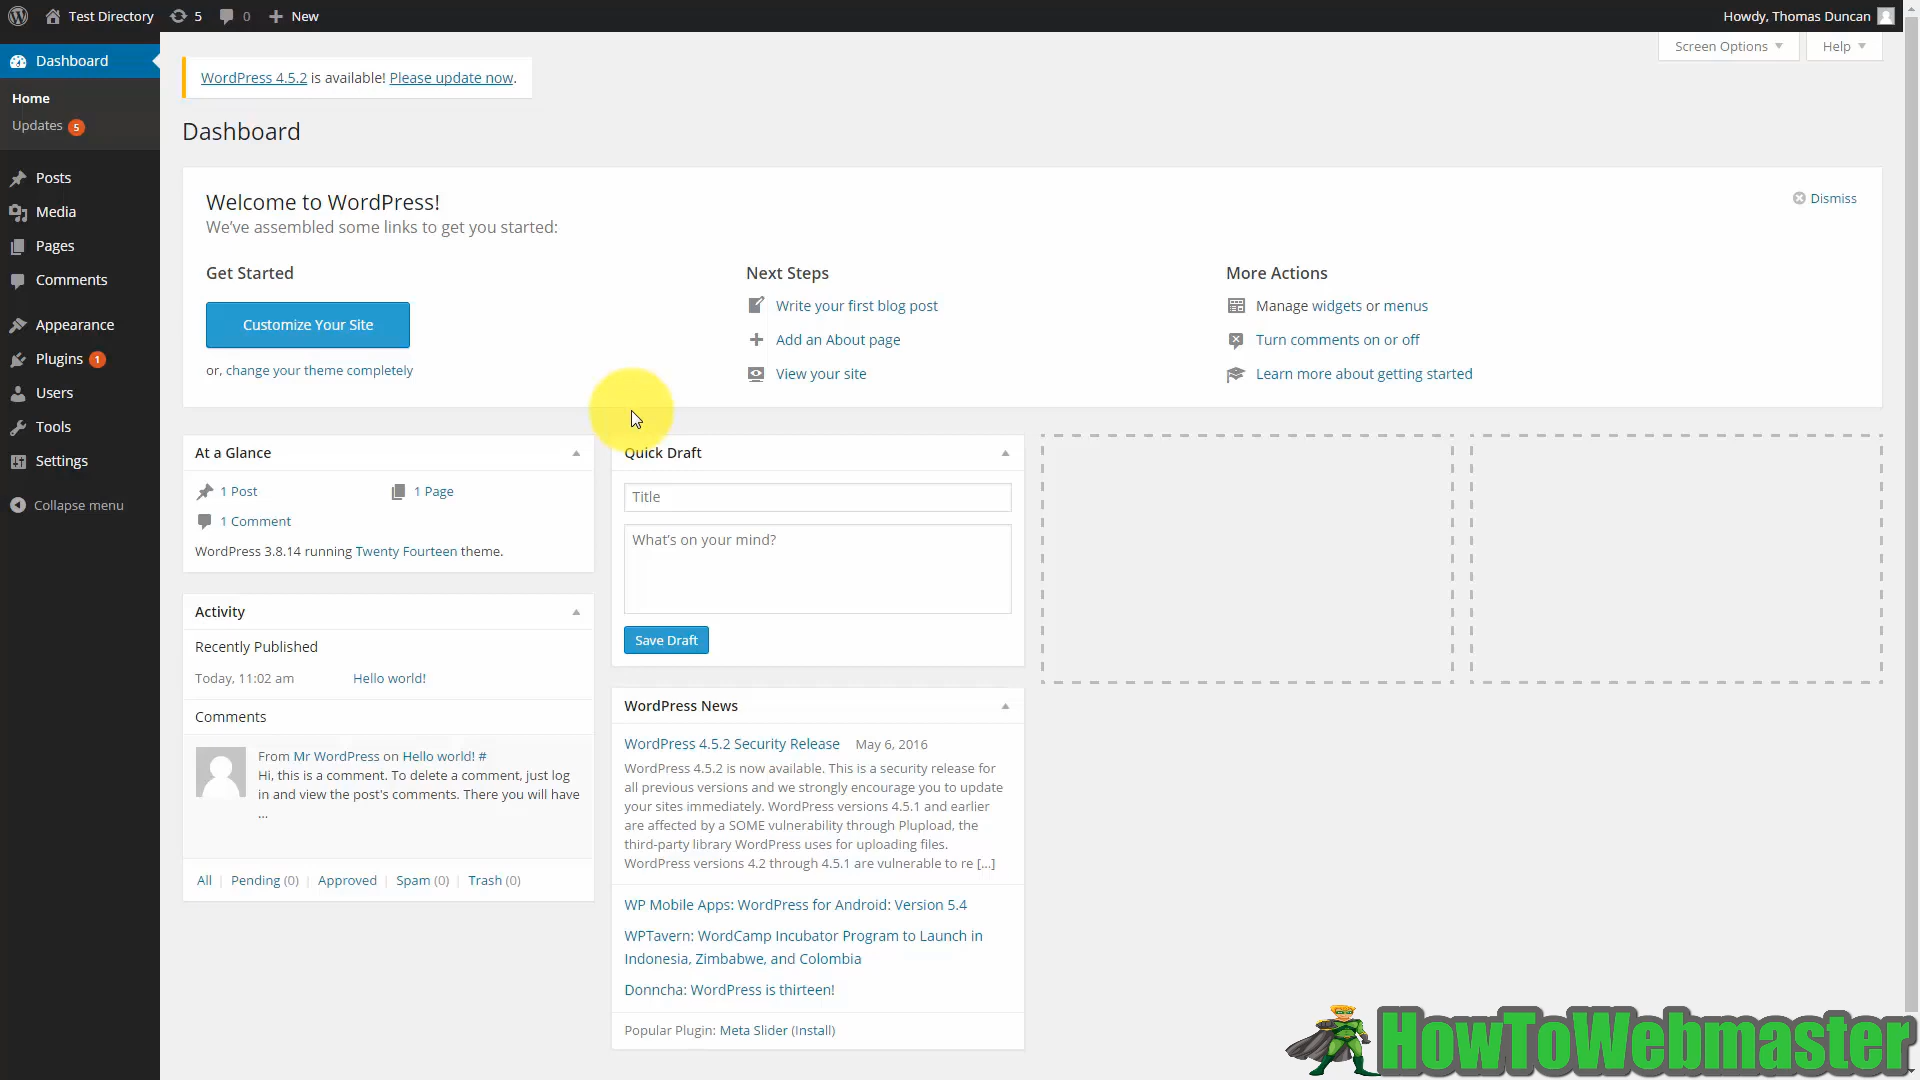 Test Directory 5 0 New Howdy, Thomas Duncan
Screen Options Help
Dashboard
Home
Updates 5
Posts
Media
Pages
Comments
Appearance
Plugins 1
Users
Tools
Settings
Collapse menu
WordPress 4.5.2 is available! Please update now.
Dashboard
Welcome to WordPress!
Dismiss
We've assembled some links to get you started:
Get Started
Customize Your Site
or, change your theme completely
Next Steps
Write your first blog post
Add an About page
View your site
More Actions
Manage widgets or menus
Turn comments on or off
Learn more about getting started
At a Glance
1 Post 1 Page
1 Comment
WordPress 3.8.14 running Twenty Fourteen theme.
Activity
Recently Published
Today, 11:02 am Hello world!
Comments
From Mr WordPress on Hello world! #
Hi, this is a comment. To delete a comment, just log
in and view the post's comments. There you will have
...
All | Pending (0) | Approved | Spam (0) | Trash (0)
Quick Draft
Title
What's on your mind?
Save Draft
WordPress News
WordPress 4.5.2 Security Release May 6, 2016
WordPress 4.5.2 is now available. This is a security release for
all previous versions and we strongly encourage you to update
your sites immediately. WordPress versions 4.5.1 and earlier
are affected by a SOME vulnerability through Plupload, the
third-party library WordPress uses for uploading files.
WordPress versions 4.2 through 4.5.1 are vulnerable to re [...]
WP Mobile Apps: WordPress for Android: Version 5.4
WPTavern: WordCamp Incubator Program to Launch in
Indonesia, Zimbabwe, and Colombia
Donncha: WordPress is thirteen!
Popular Plugin: Meta Slider (Install)
HowToWebmaster